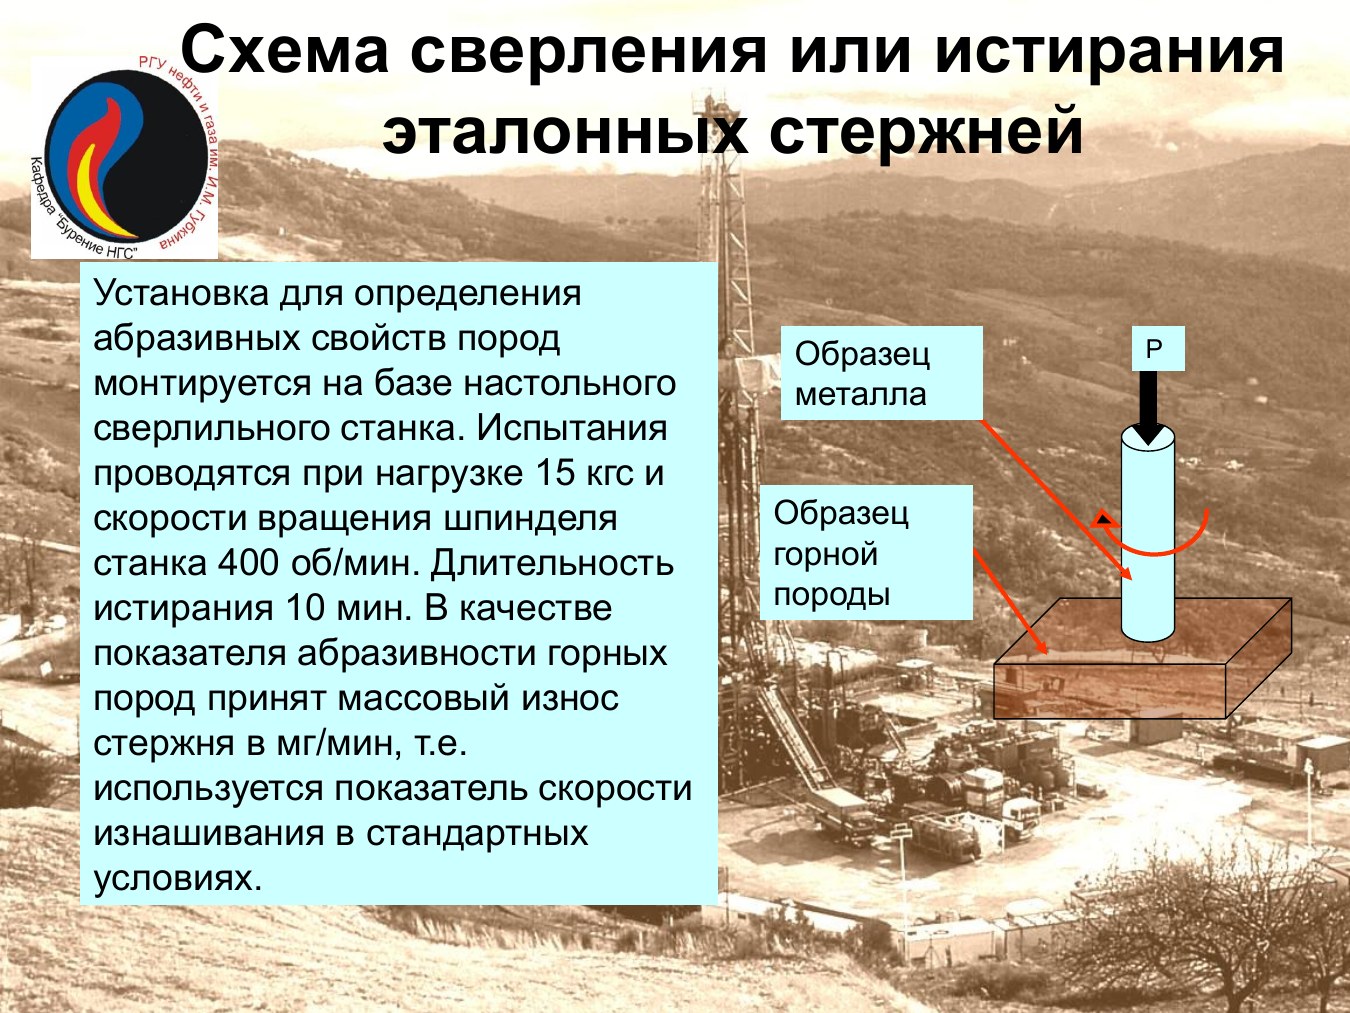 Схема сверления или истирания
эталонных стержней
РГУ нефти и газа им. И.М. Губкина
Кафедра "Бурение НГС"
Установка для определения
абразивных свойств пород
монтируется на базе настольного
сверлильного станка. Испытания
проводятся при нагрузке 15 кгс и
скорости вращения шпинделя
станка 400 об/мин. Длительность
истирания 10 мин. В качестве
показателя абразивности горных
пород принят массовый износ
стержня в мг/мин, т.е.
используется показатель скорости
изнашивания в стандартных
условиях.
Образец
металла
P
Образец
горной
породы